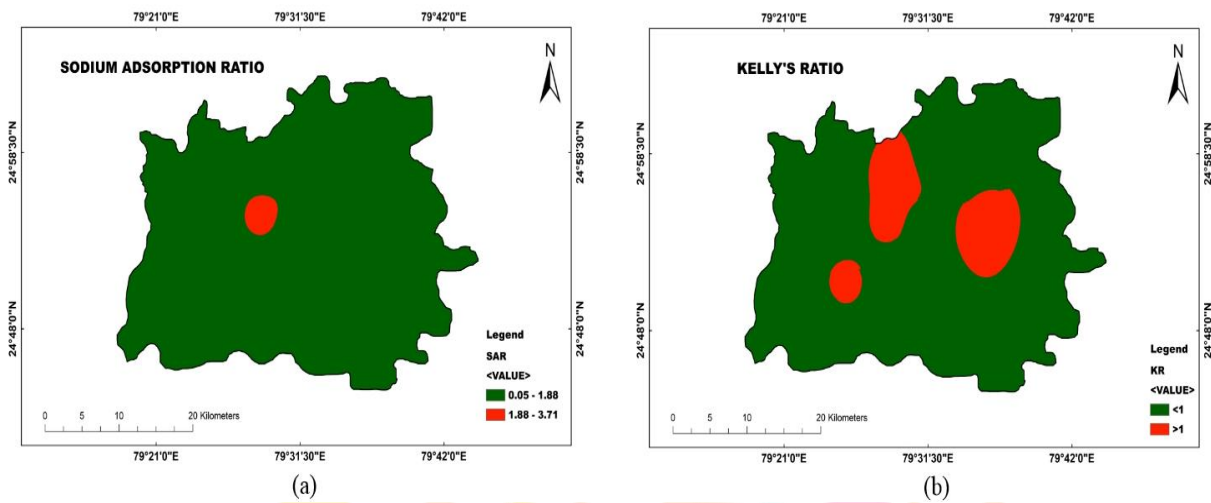 79°21'0"E 79°31'30"E 79°42'0"E
SODIUM ADSORPTION RATIO
N
24°58'30"N 24°58'30"N
24°48'0"N 24°48'0"N
Legend
SAR
<VALUE>
0.05 - 1.88
1.88 - 3.71
0 5 10 20 Kilometers
79°21'0"E 79°31'30"E 79°42'0"E
(a)
79°21'0"E 79°31'30"E 79°42'0"E
KELLY'S RATIO
N
24°58'30"N 24°58'30"N
24°48'0"N 24°48'0"N
Legend
KR
<VALUE>
<1
>1
0 5 10 20 Kilometers
79°21'0"E 79°31'30"E 79°42'0"E
(b)